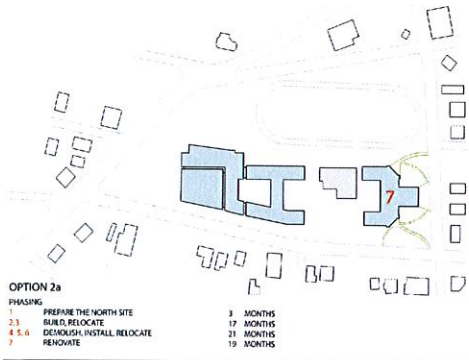 7
OPTION 2a
PHASING
1 PREPARE THE NORTH SITE 3 MONTHS
2,3 BUILD, RELOCATE 17 MONTHS
4, 5, 6 DEMOLISH, INSTALL, RELOCATE 21 MONTHS
7 RENOVATE 19 MONTHS